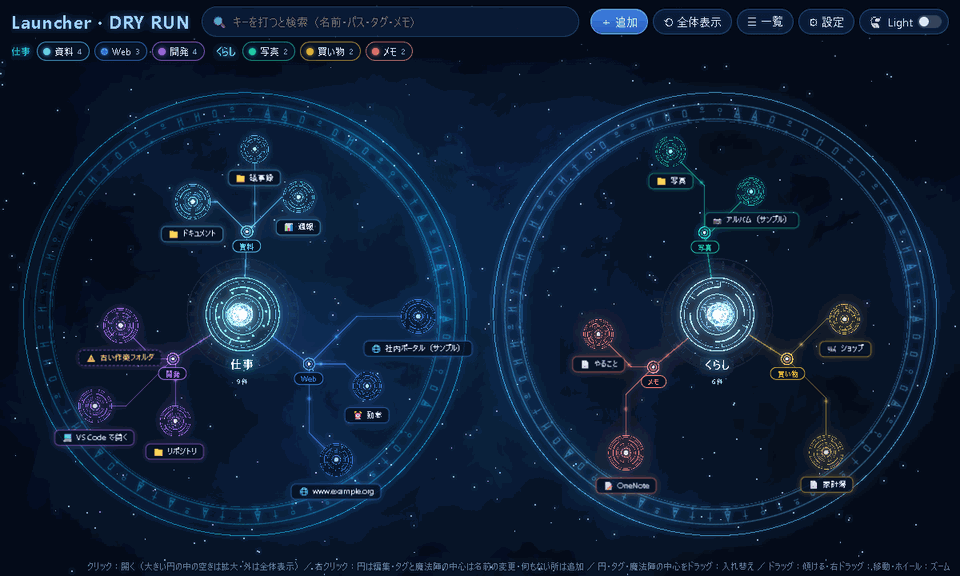 Launcher · DRY RUN
キーを打つと検索（名前・パス・タグ・メモ）
+ 追加
全体表示
一覧
設定
Light
仕事 資料 4 Web 3 開発 4 くらし 写真 2 買い物 2 メモ 2
議事録
ドキュメント
週報
資料
古い作業フォルダ
開発
VS Code で開く
リポジトリ
仕事
9 件
社内ポータル（サンプル）
Web
勤怠
www.example.org
写真
アルバム（サンプル）
写真
やること
メモ
OneNote
くらし
6 件
ショップ
買い物
家計簿
クリック：開く（大きい円の中の空きは拡大・外は全体表示）／ 右クリック：円は編集・タグと魔法陣の中心は名前の変更・何もない所は追加 ／ 円・タグ・魔法陣の中心をドラッグ：入れ替え ／ ドラッグ：傾ける・右ドラッグ：移動・ホイール：ズーム